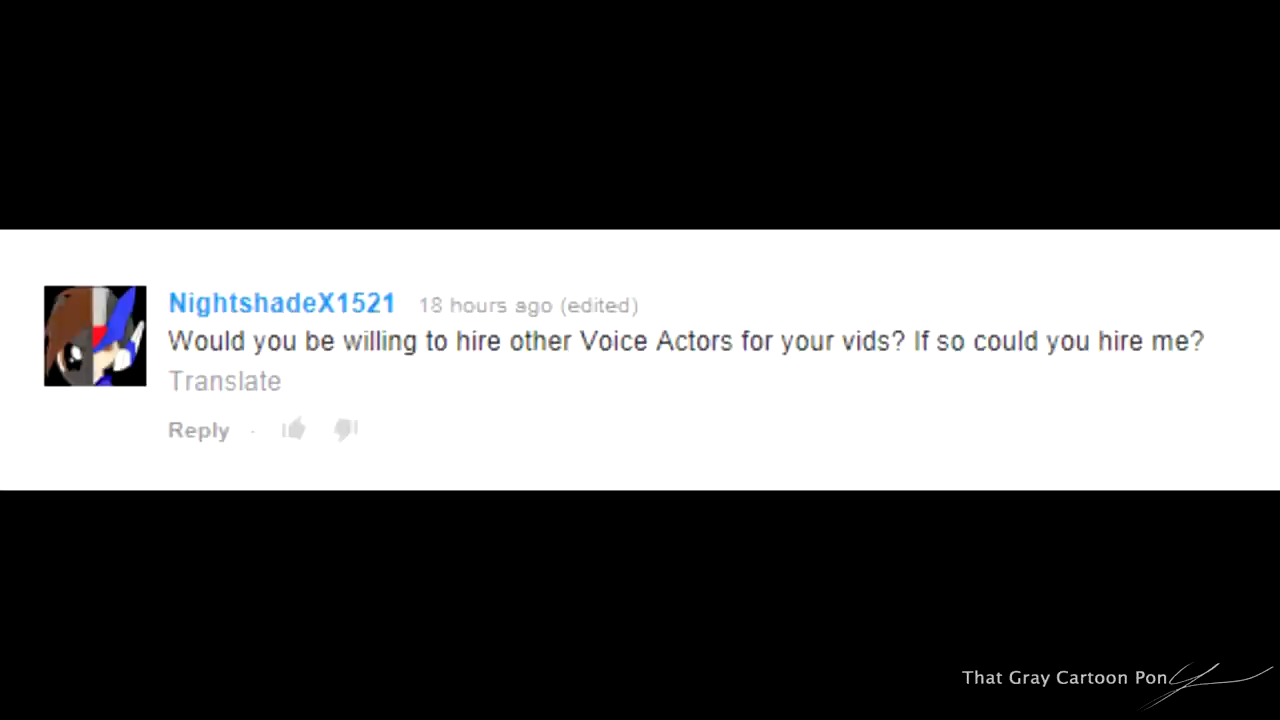 NightshadeX1521 18 hours ago (edited)
Would you be willing to hire other Voice Actors for your vids? If so could you hire me?
Translate
Reply ·
That Gray Cartoon Pony